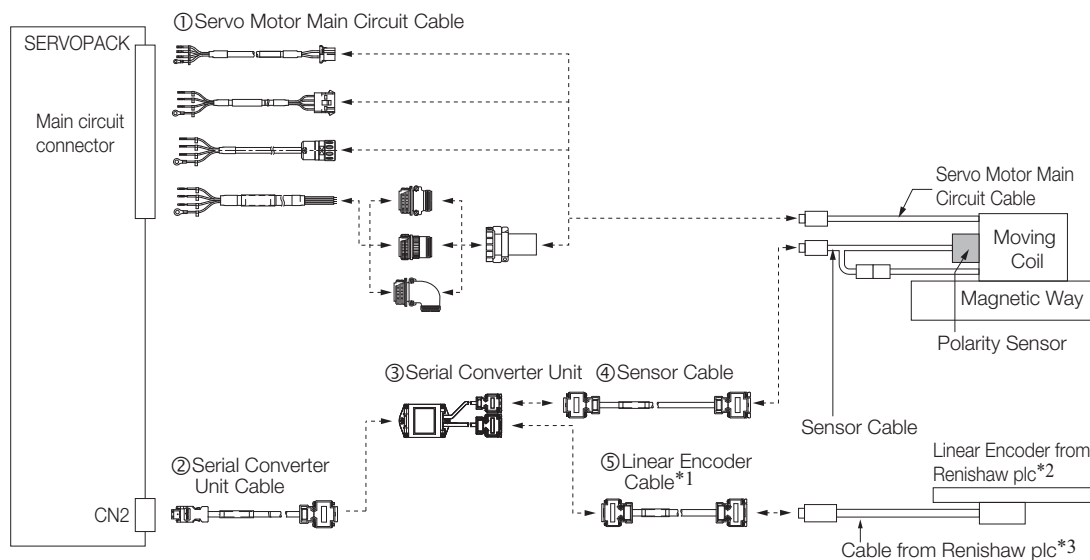 ①Servo Motor Main Circuit Cable
SERVOPACK
Main circuit
connector
Servo Motor Main
Circuit Cable
Moving
Coil
Magnetic Way
Polarity Sensor
③Serial Converter Unit
④Sensor Cable
Sensor Cable
②Serial Converter
Unit Cable
⑤Linear Encoder
Cable*1
Linear Encoder from
Renishaw plc*2
CN2
Cable from Renishaw plc*3